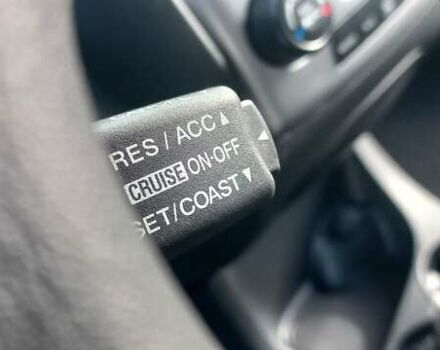 RES / ACC ▲
CRUISE ON-OFF ◀
SET/COAST ▼